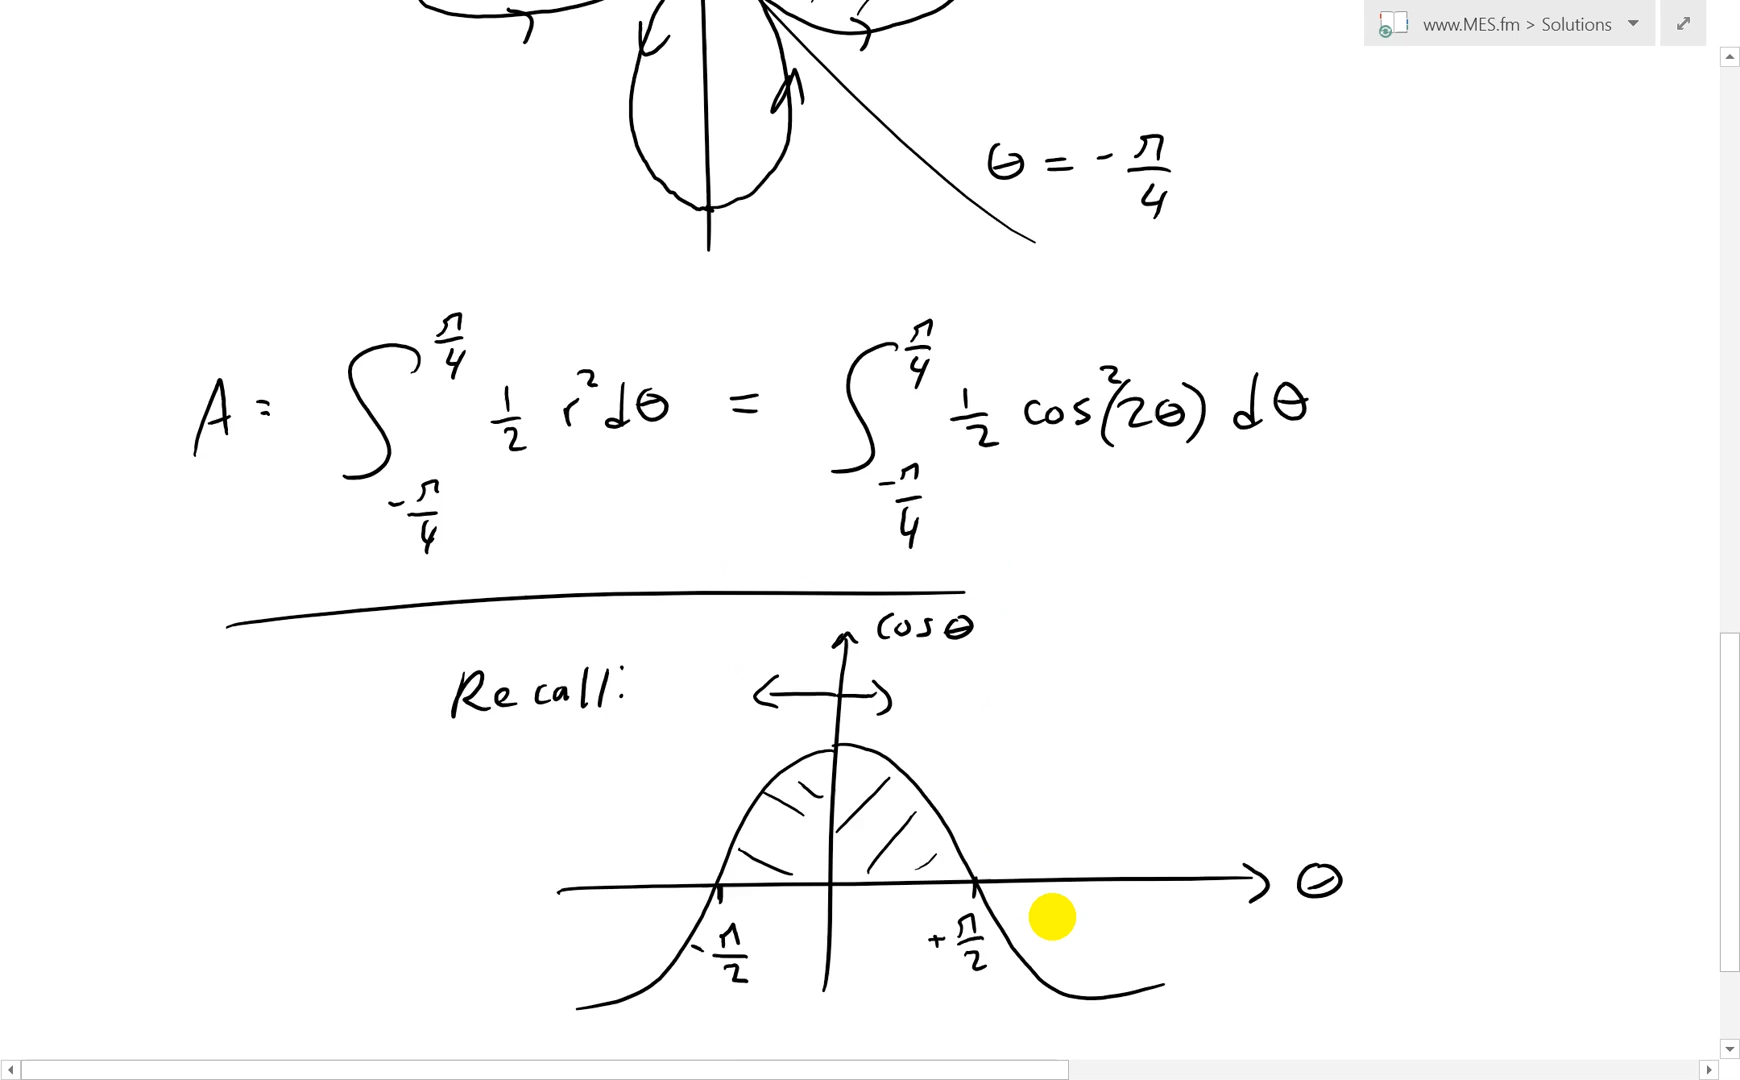 www.MES.fm > Solutions
θ = - π/4
A = ∫_{-π/4}^{π/4} 1/2 r² dθ = ∫_{-π/4}^{π/4} 1/2 cos²(2θ) dθ
cos θ
Recall:
θ
- π/2 + π/2